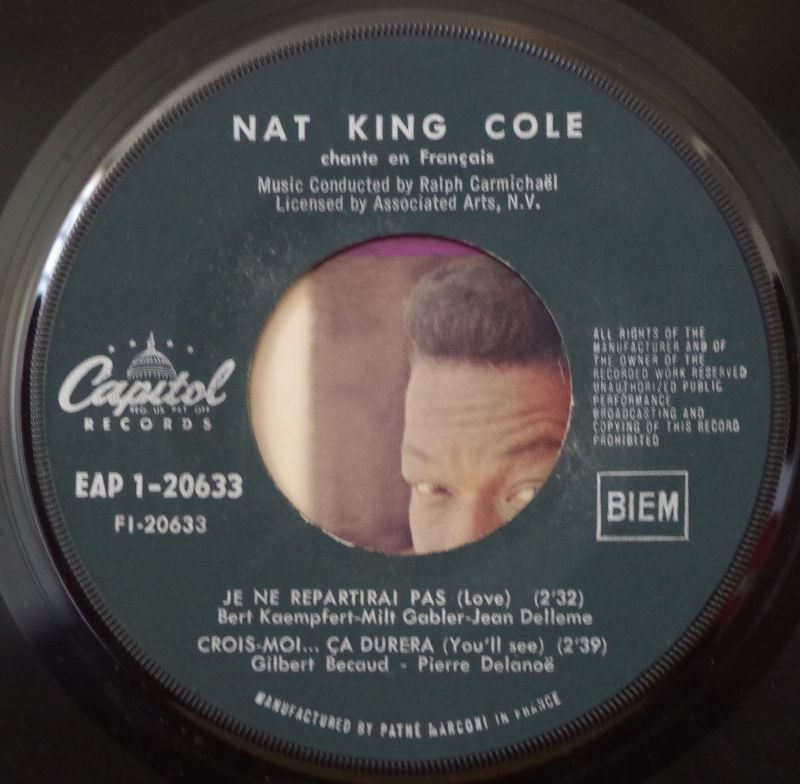 NAT KING COLE
chante en Français
Music Conducted by Ralph Carmichaël
Licensed by Associated Arts, N.V.
Capitol
REG. US. PAT. OFF.
RECORDS
EAP 1-20633
FI-20633
ALL RIGHTS OF THE
MANUFACTURER AND OF
THE OWNER OF THE
RECORDED WORK RESERVED
UNAUTHORIZED PUBLIC
PERFORMANCE
BROADCASTING AND
COPYING OF THIS RECORD
PROHIBITED
BIEM
JE NE REPARTIRAI PAS (Love) (2'32)
Bert Kaempfert-Milt Gabler-Jean Delleme
CROIS-MOI... ÇA DURERA (You'll see) (2'39)
Gilbert Becaud - Pierre Delanoë
MANUFACTURED BY PATHÉ MARCONI IN FRANCE